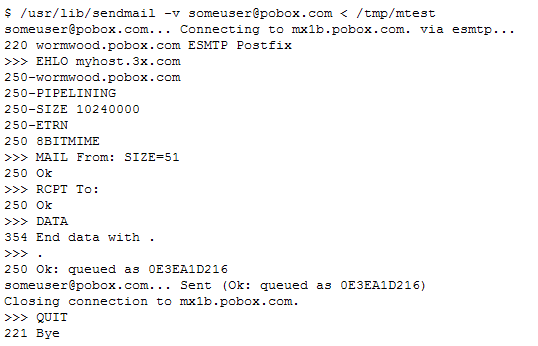 $ /usr/lib/sendmail -v someuser@pobox.com < /tmp/mtest
someuser@pobox.com... Connecting to mx1b.pobox.com. via esmtp...
220 wormwood.pobox.com ESMTP Postfix
>>> EHLO myhost.3x.com
250-wormwood.pobox.com
250-PIPELINING
250-SIZE 10240000
250-ETRN
250 8BITMIME
>>> MAIL From: SIZE=51
250 Ok
>>> RCPT To:
250 Ok
>>> DATA
354 End data with .
>>> .
250 Ok: queued as 0E3EA1D216
someuser@pobox.com... Sent (Ok: queued as 0E3EA1D216)
Closing connection to mx1b.pobox.com.
>>> QUIT
221 Bye